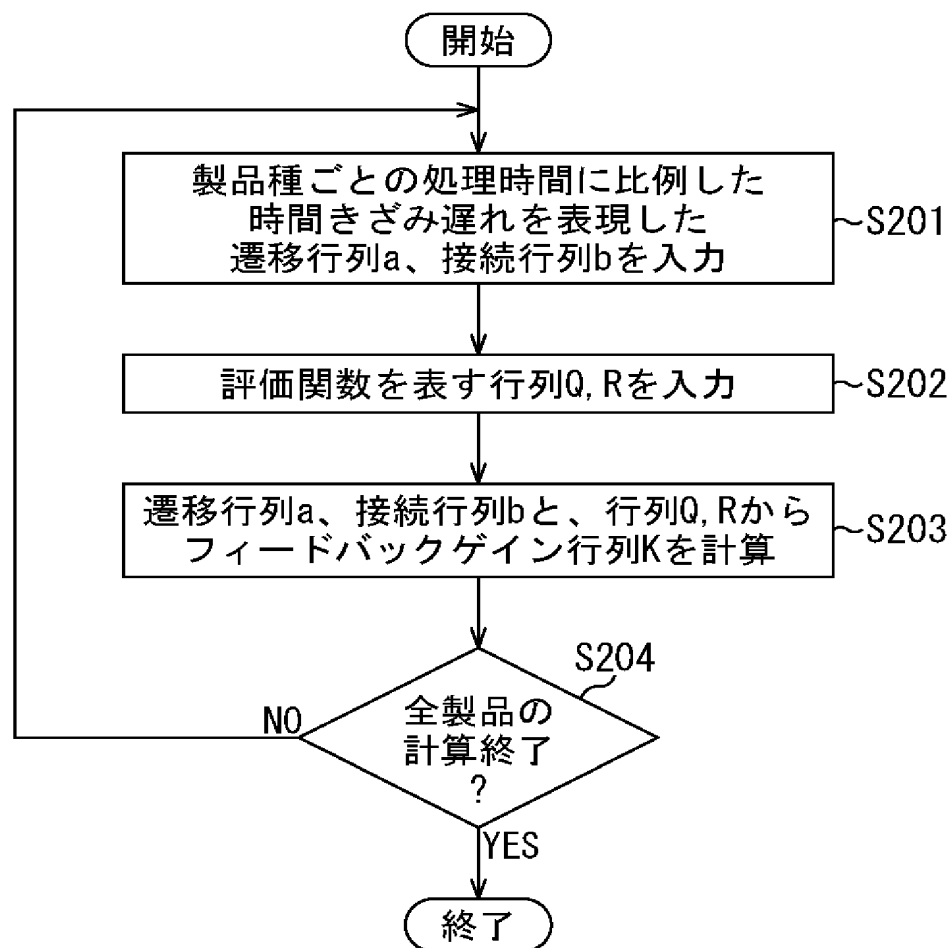 開始
製品種ごとの処理時間に比例した
時間きざみ遅れを表現した
遷移行列a、接続行列bを入力
~S201
評価関数を表す行列Q,Rを入力
~S202
遷移行列a、接続行列bと、行列Q,Rから
フィードバックゲイン行列Kを計算
~S203
S204
全製品の
計算終了
?
NO
YES
終了